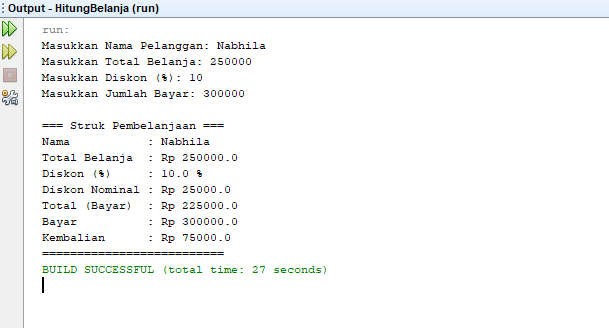 Output - HitungBelanja (run)
run:
Masukkan Nama Pelanggan: Nabhila
Masukkan Total Belanja: 250000
Masukkan Diskon (%): 10
Masukkan Jumlah Bayar: 300000

=== Struk Pembelanjaan ===
Nama           : Nabhila
Total Belanja  : Rp 250000.0
Diskon (%)     : 10.0 %
Diskon Nominal : Rp 25000.0
Total (Bayar)  : Rp 225000.0
Bayar          : Rp 300000.0
Kembalian      : Rp 75000.0
==========================
BUILD SUCCESSFUL (total time: 27 seconds)